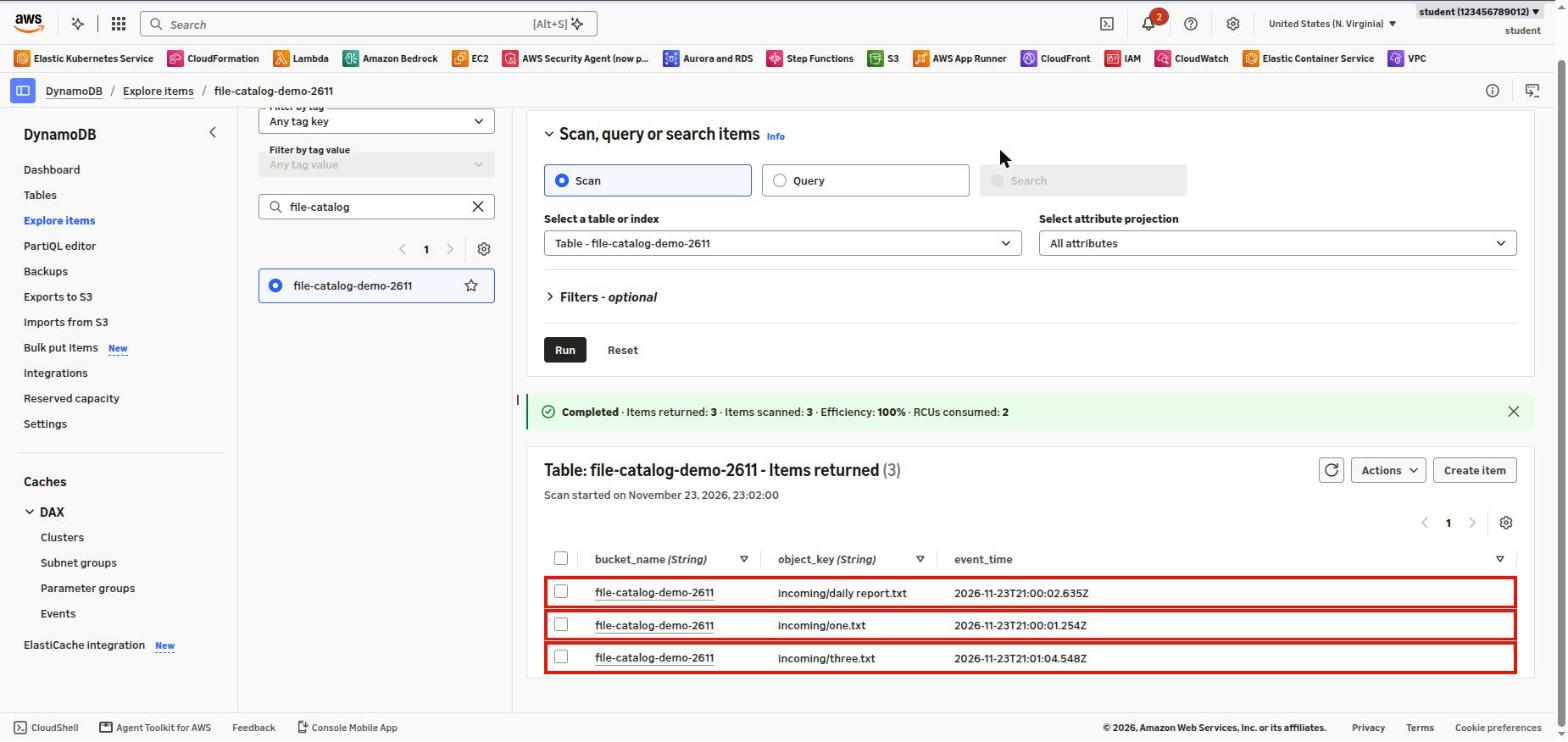 aws
Search [Alt+S]
2
United States (N. Virginia) ▼
student (123456789012) ▼
student
Elastic Kubernetes Service CloudFormation Lambda Amazon Bedrock EC2 AWS Security Agent (now p... Aurora and RDS Step Functions S3 AWS App Runner CloudFront IAM CloudWatch Elastic Container Service VPC
DynamoDB / Explore items / file-catalog-demo-2611
DynamoDB
Dashboard
Tables
Explore items
PartiQL editor
Backups
Exports to S3
Imports from S3
Bulk put items New
Integrations
Reserved capacity
Settings
Caches
DAX
Clusters
Subnet groups
Parameter groups
Events
ElastiCache integration New
Filter by tag
Any tag key
Filter by tag value
Any tag value
file-catalog
1
file-catalog-demo-2611
Scan, query or search items Info
Scan Query Search
Select a table or index Select attribute projection
Table - file-catalog-demo-2611 All attributes
Filters - optional
Run Reset
Completed · Items returned: 3 · Items scanned: 3 · Efficiency: 100% · RCUs consumed: 2
Table: file-catalog-demo-2611 - Items returned (3)
Actions Create item
Scan started on November 23, 2026, 23:02:00
1
bucket_name (String) object_key (String) event_time
file-catalog-demo-2611 incoming/daily report.txt 2026-11-23T21:00:02.635Z
file-catalog-demo-2611 incoming/one.txt 2026-11-23T21:00:01.254Z
file-catalog-demo-2611 incoming/three.txt 2026-11-23T21:01:04.548Z
CloudShell Agent Toolkit for AWS Feedback Console Mobile App © 2026, Amazon Web Services, Inc. or its affiliates. Privacy Terms Cookie preferences